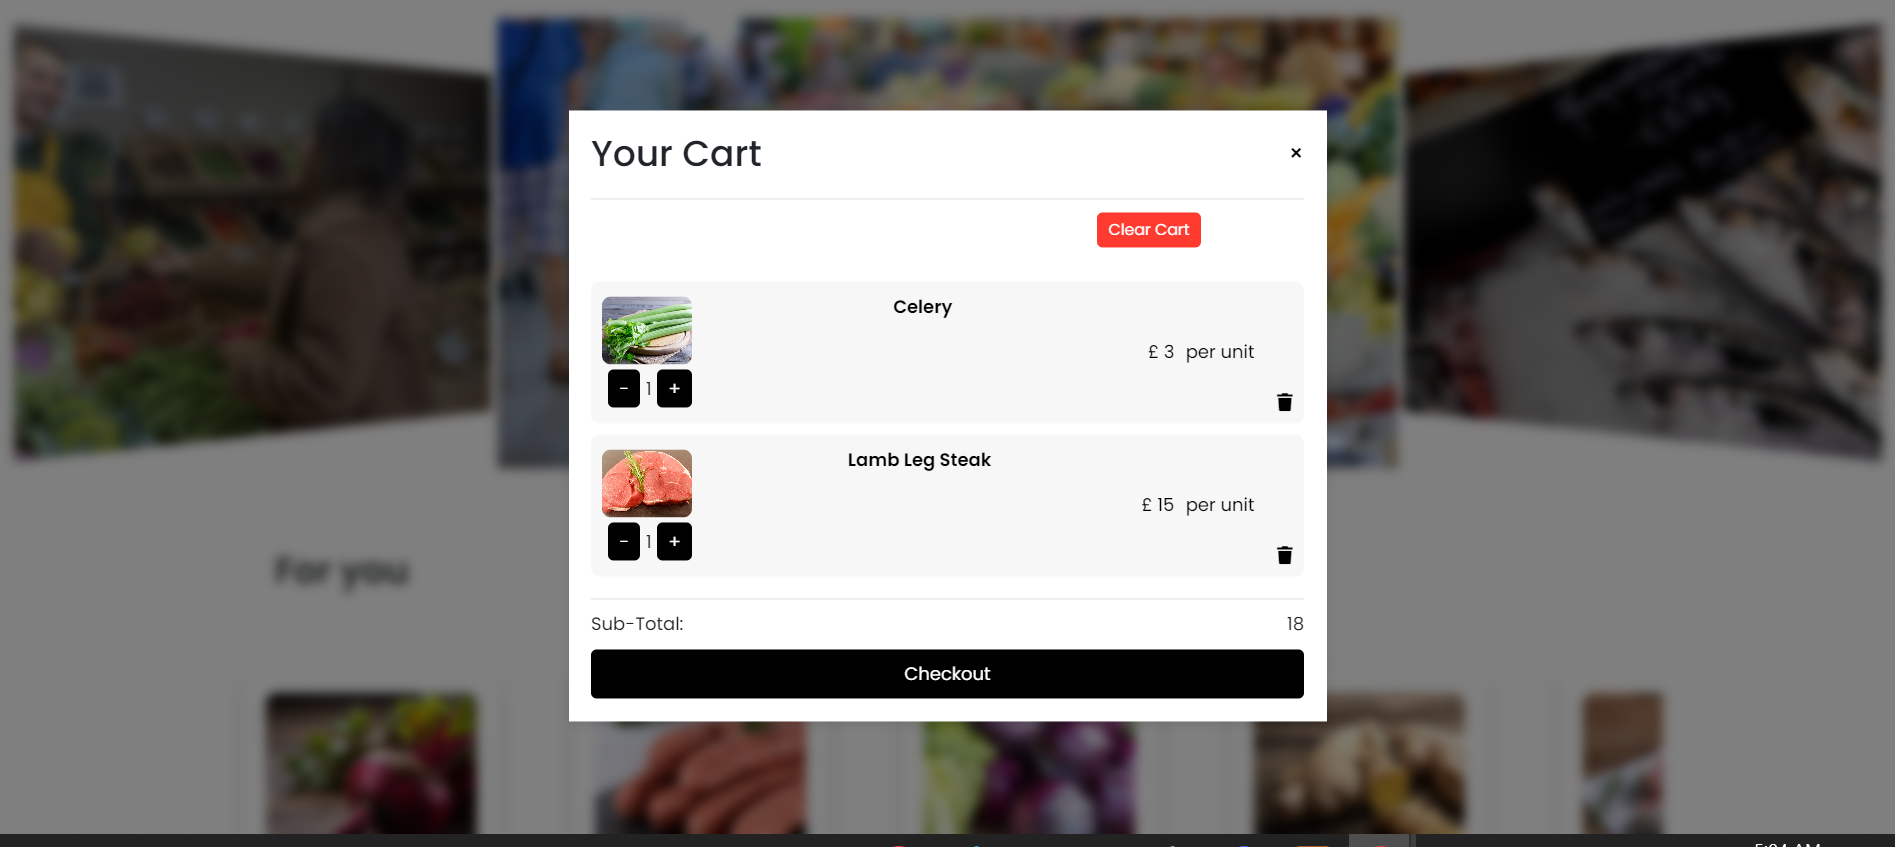 Your Cart ×
Clear Cart
Celery
£ 3 per unit
- 1 +
Lamb Leg Steak
£ 15 per unit
- 1 +
For you
Sub-Total: 18
Checkout